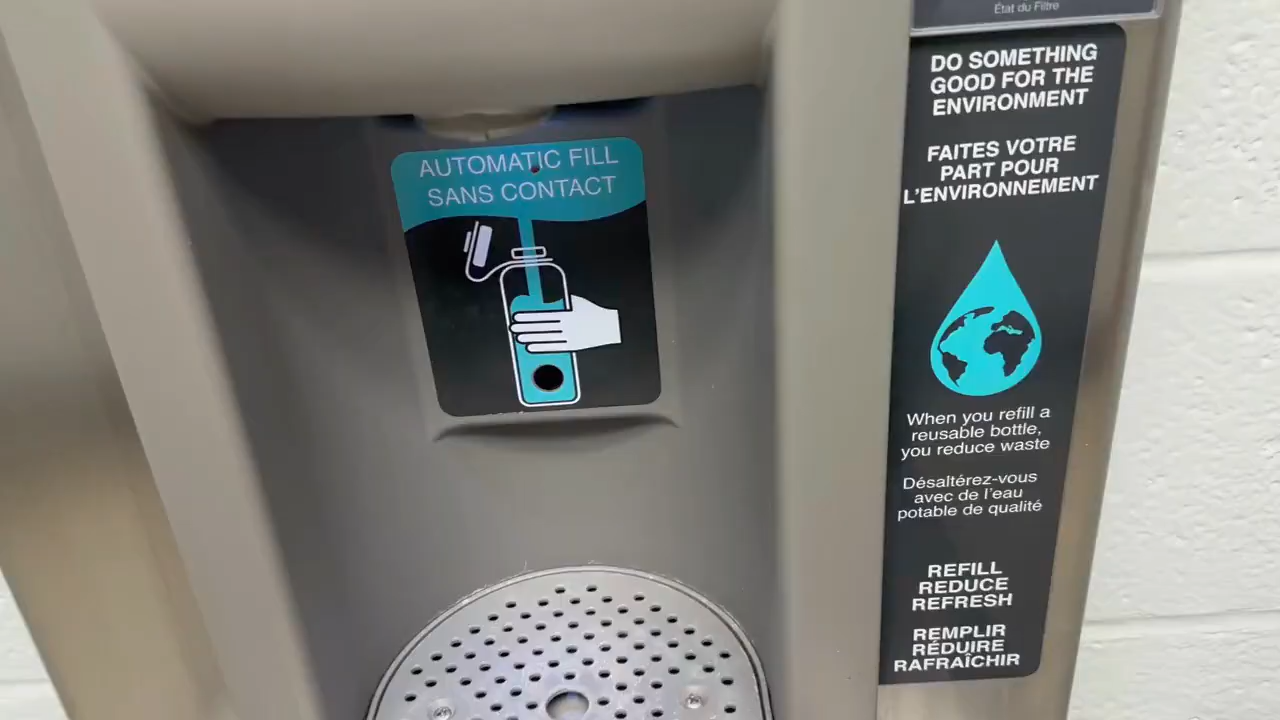 État du Filtre
AUTOMATIC FILL
SANS CONTACT
DO SOMETHING
GOOD FOR THE
ENVIRONMENT
FAITES VOTRE
PART POUR
L'ENVIRONNEMENT
When you refill a
reusable bottle,
you reduce waste
Désaltérez-vous
avec de l'eau
potable de qualité
REFILL
REDUCE
REFRESH
REMPLIR
RÉDUIRE
RAFRAÎCHIR